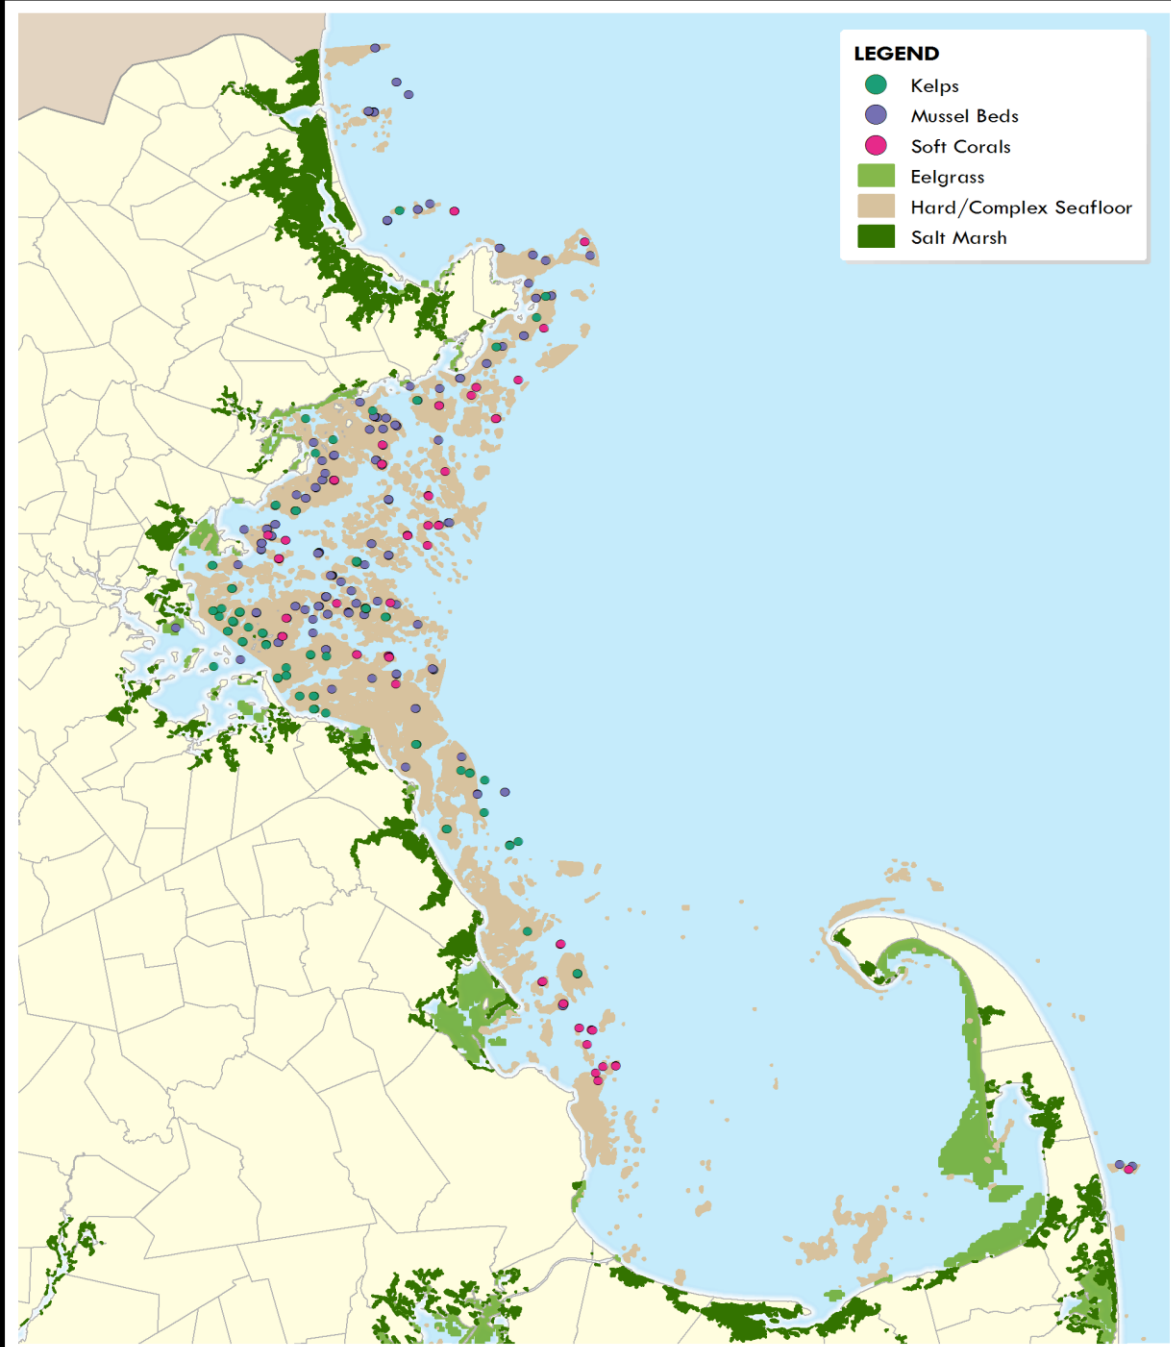 LEGEND
Kelps
Mussel Beds
Soft Corals
Eelgrass
Hard/Complex Seafloor
Salt Marsh